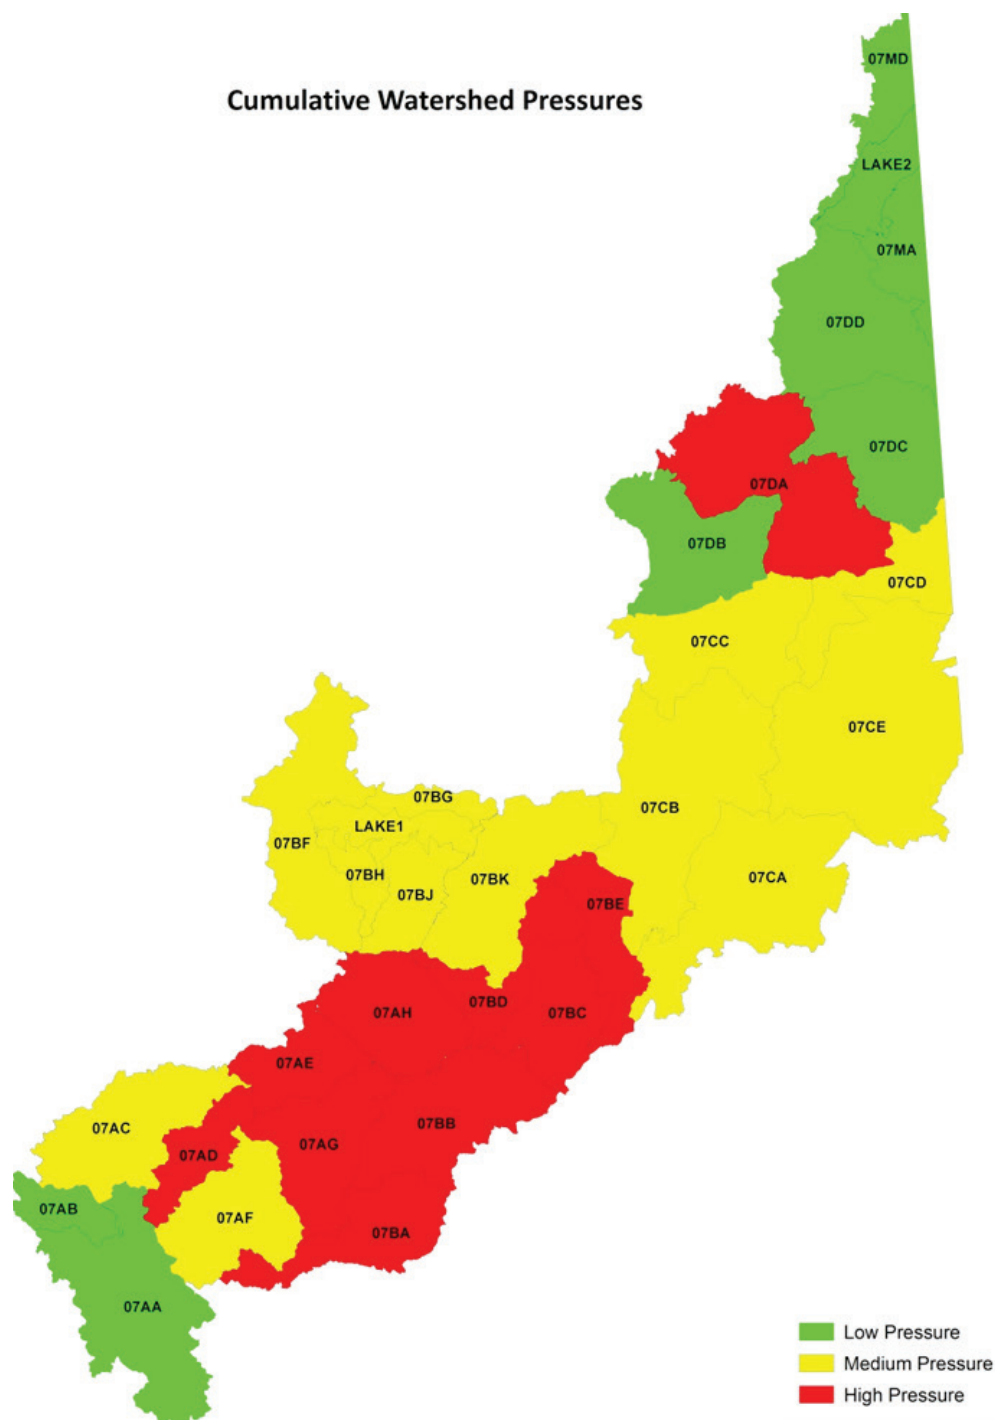 07MD
Cumulative Watershed Pressures
LAKE2
07MA
07DD
07DC
07DA
07DB
07CD
07CC
07CE
07BG
07CB
LAKE1
07BF
07BH
07BK
07CA
07BJ
07BE
07BD
07AH
07BC
07AE
07BB
07AC
07AG
07AD
07AB
07AF
07BA
07AA
Low Pressure
Medium Pressure
High Pressure